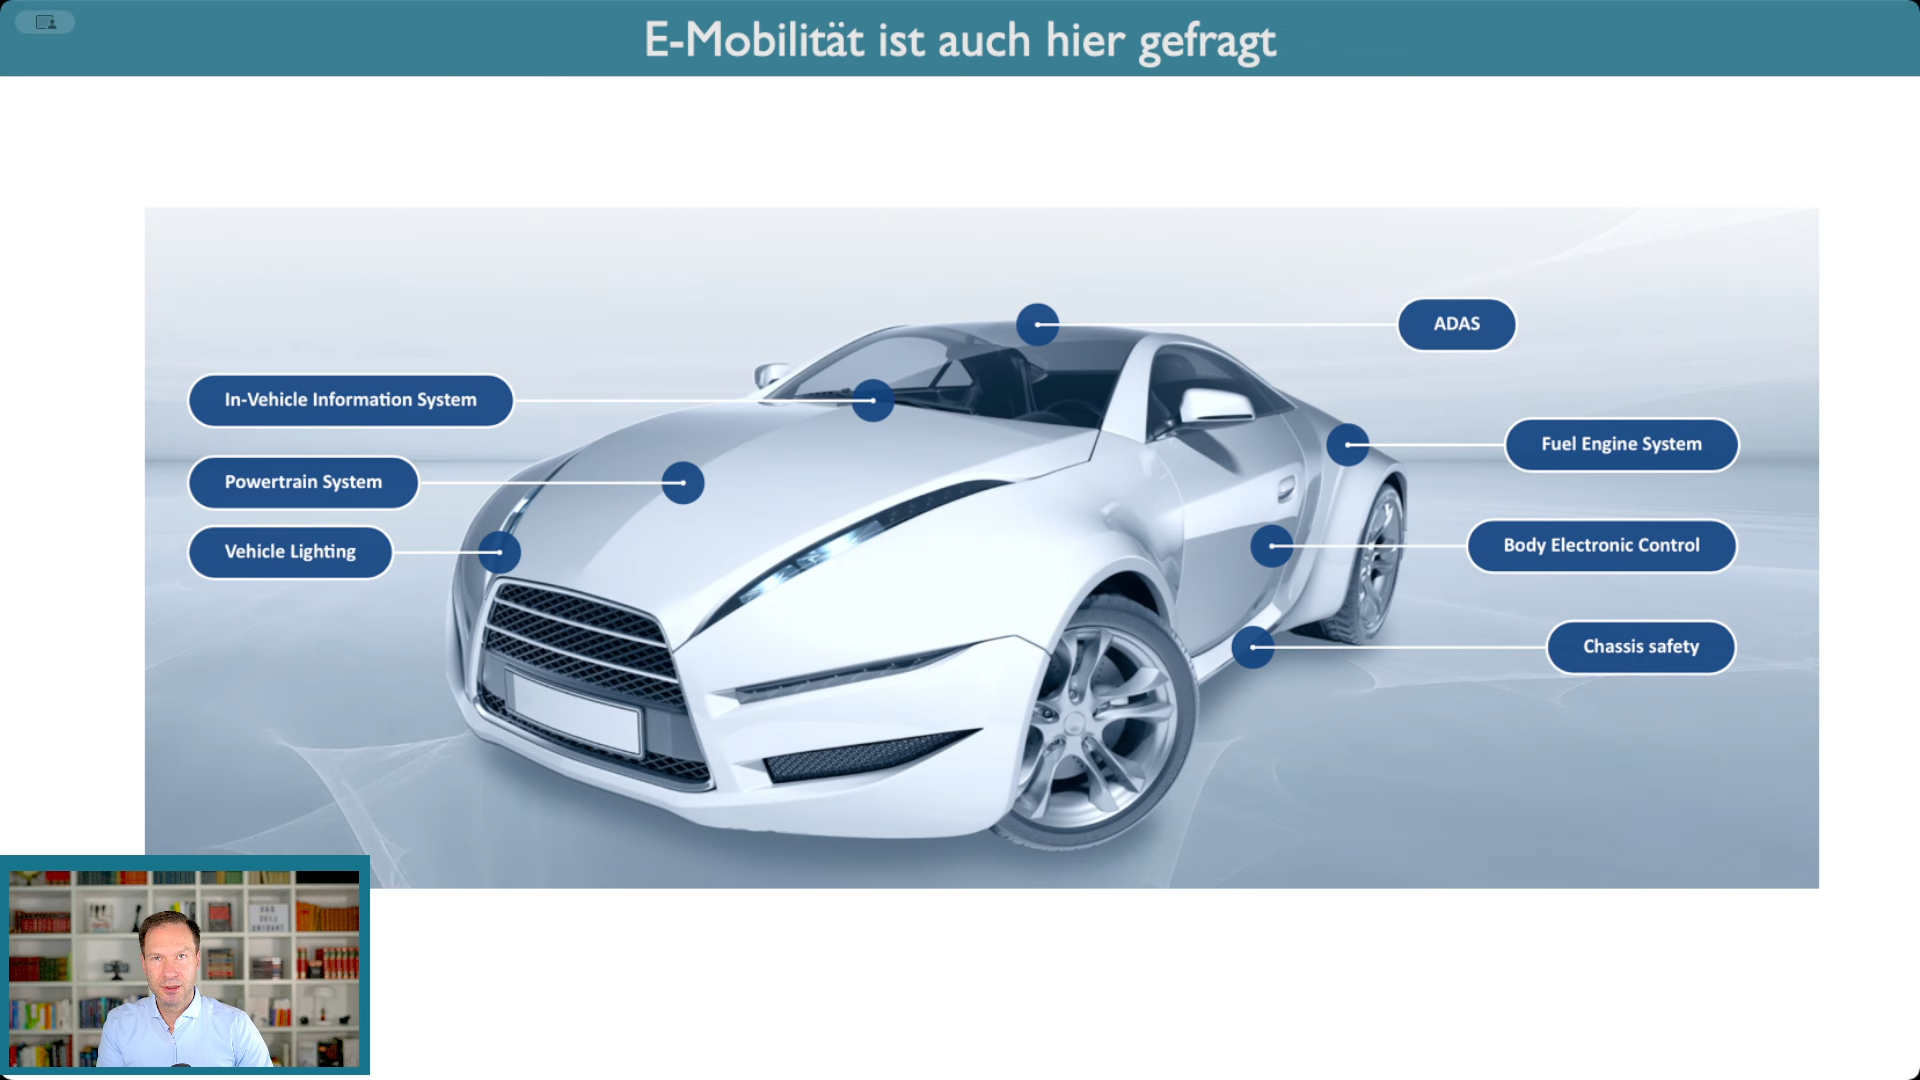 E-Mobilität ist auch hier gefragt
ADAS
In-Vehicle Information System
Fuel Engine System
Powertrain System
Body Electronic Control
Vehicle Lighting
Chassis safety